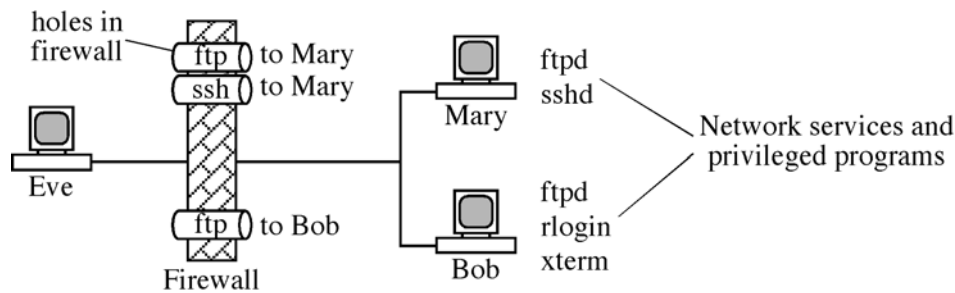 holes in
firewall
ftp to Mary
ssh to Mary
Eve
ftp to Bob
Firewall
Mary
ftpd
sshd
Network services and
privileged programs
Bob
ftpd
rlogin
xterm